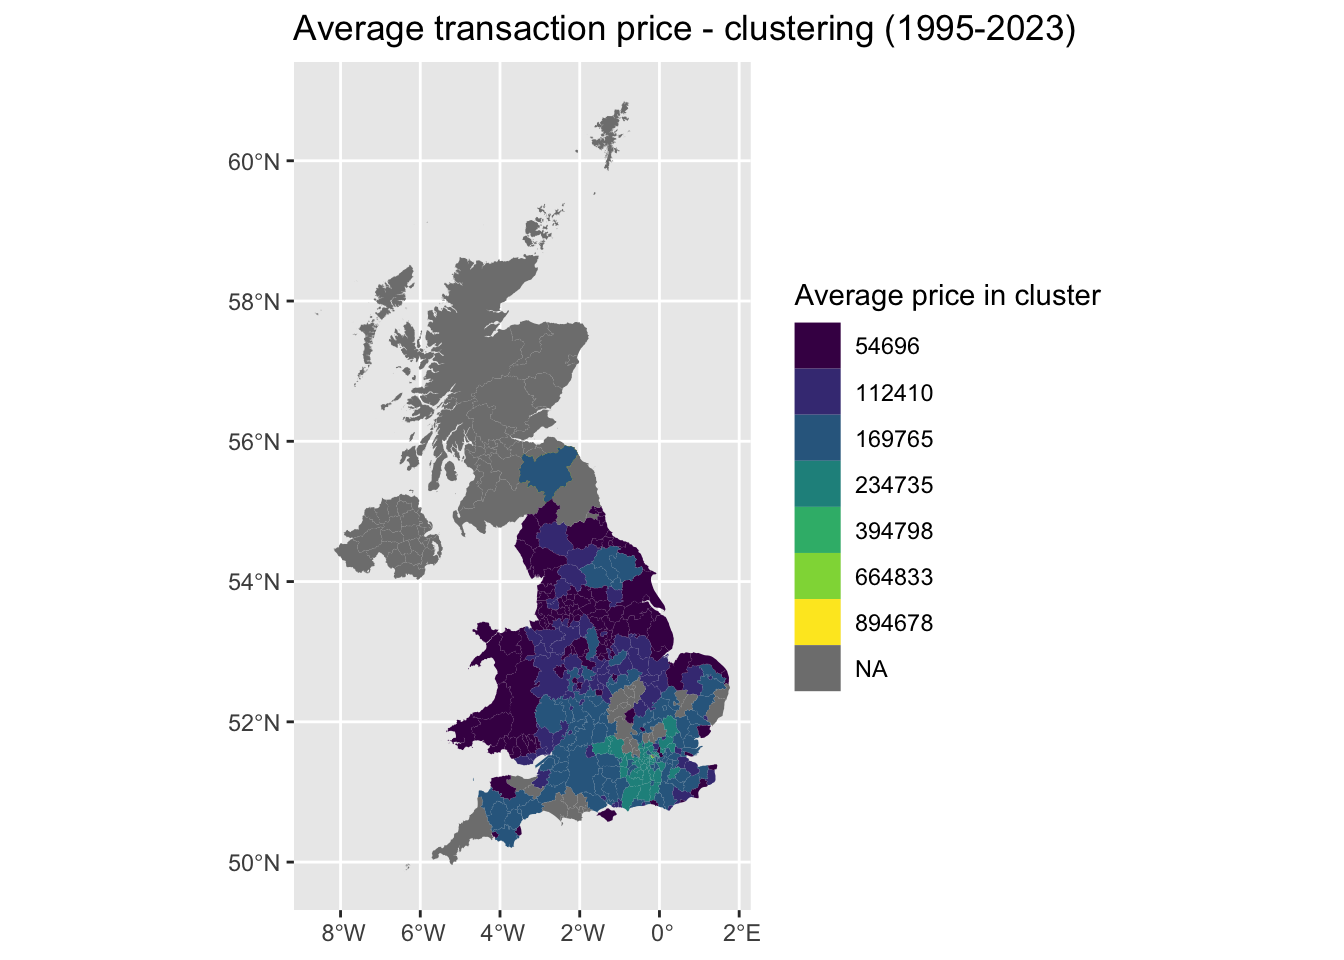 Average transaction price - clustering (1995-2023)
60°N
58°N
56°N
54°N
52°N
50°N
8°W 6°W 4°W 2°W 0° 2°E
Average price in cluster
54696
112410
169765
234735
394798
664833
894678
NA